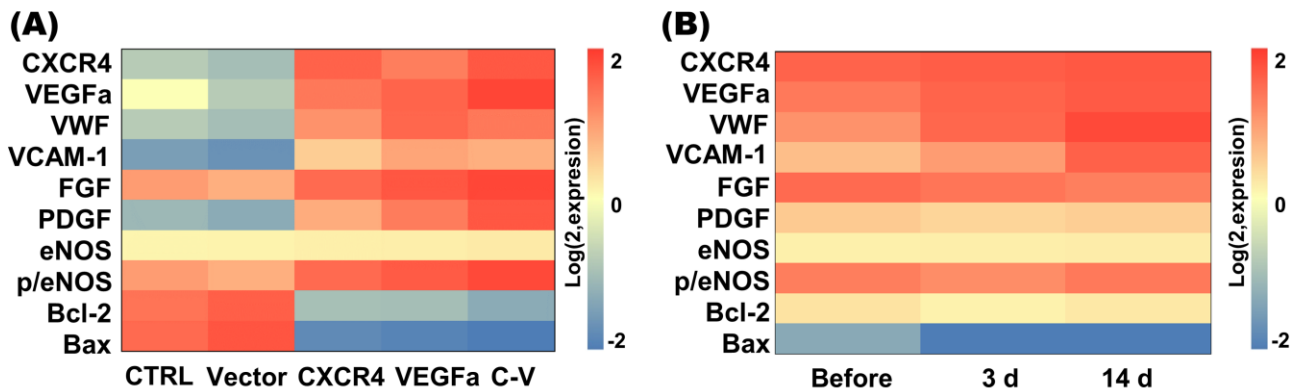 (A)
CXCR4
VEGFa
VWF
VCAM-1
FGF
PDGF
eNOS
p/eNOS
Bcl-2
Bax
CTRL Vector CXCR4 VEGFa C-V
2
0
-2
Log(2,expresion)
(B)
CXCR4
VEGFa
VWF
VCAM-1
FGF
PDGF
eNOS
p/eNOS
Bcl-2
Bax
Before 3 d 14 d
2
0
-2
Log(2,expresion)